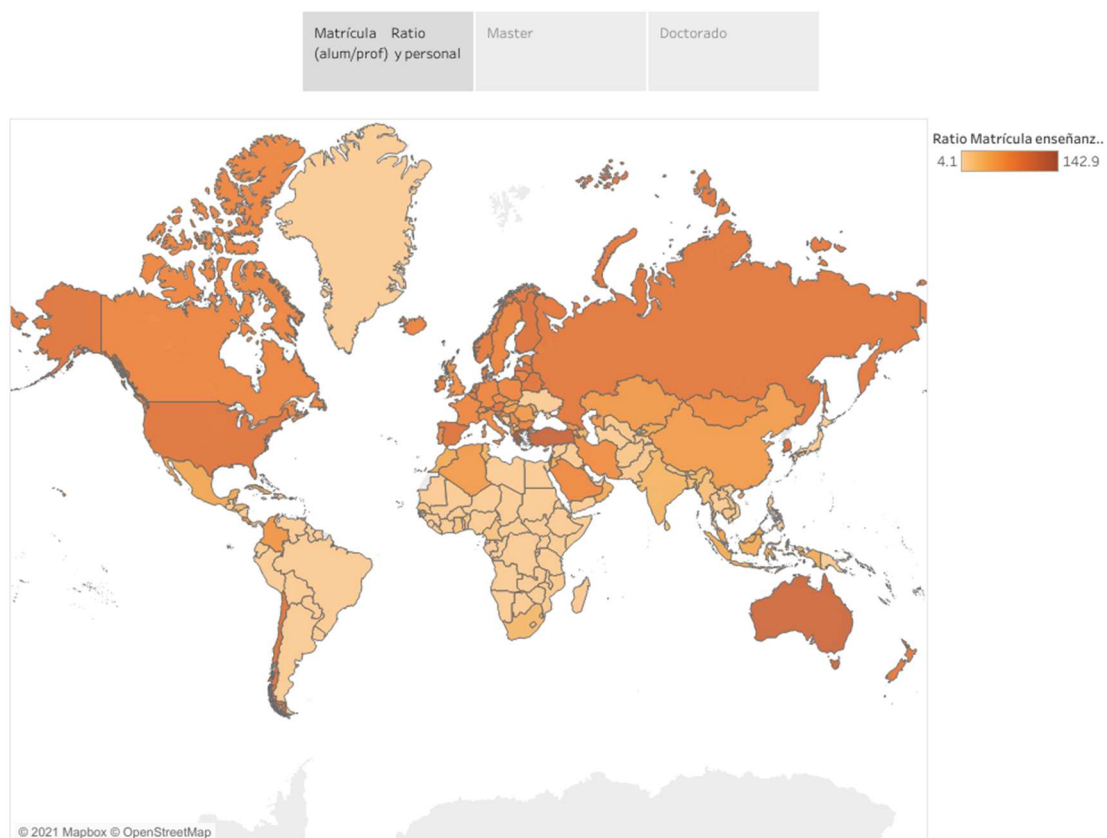 Matrícula Ratio
(alum/prof) y personal
Master
Doctorado
Ratio Matrícula enseñanz..
4.1 142.9
© 2021 Mapbox © OpenStreetMap